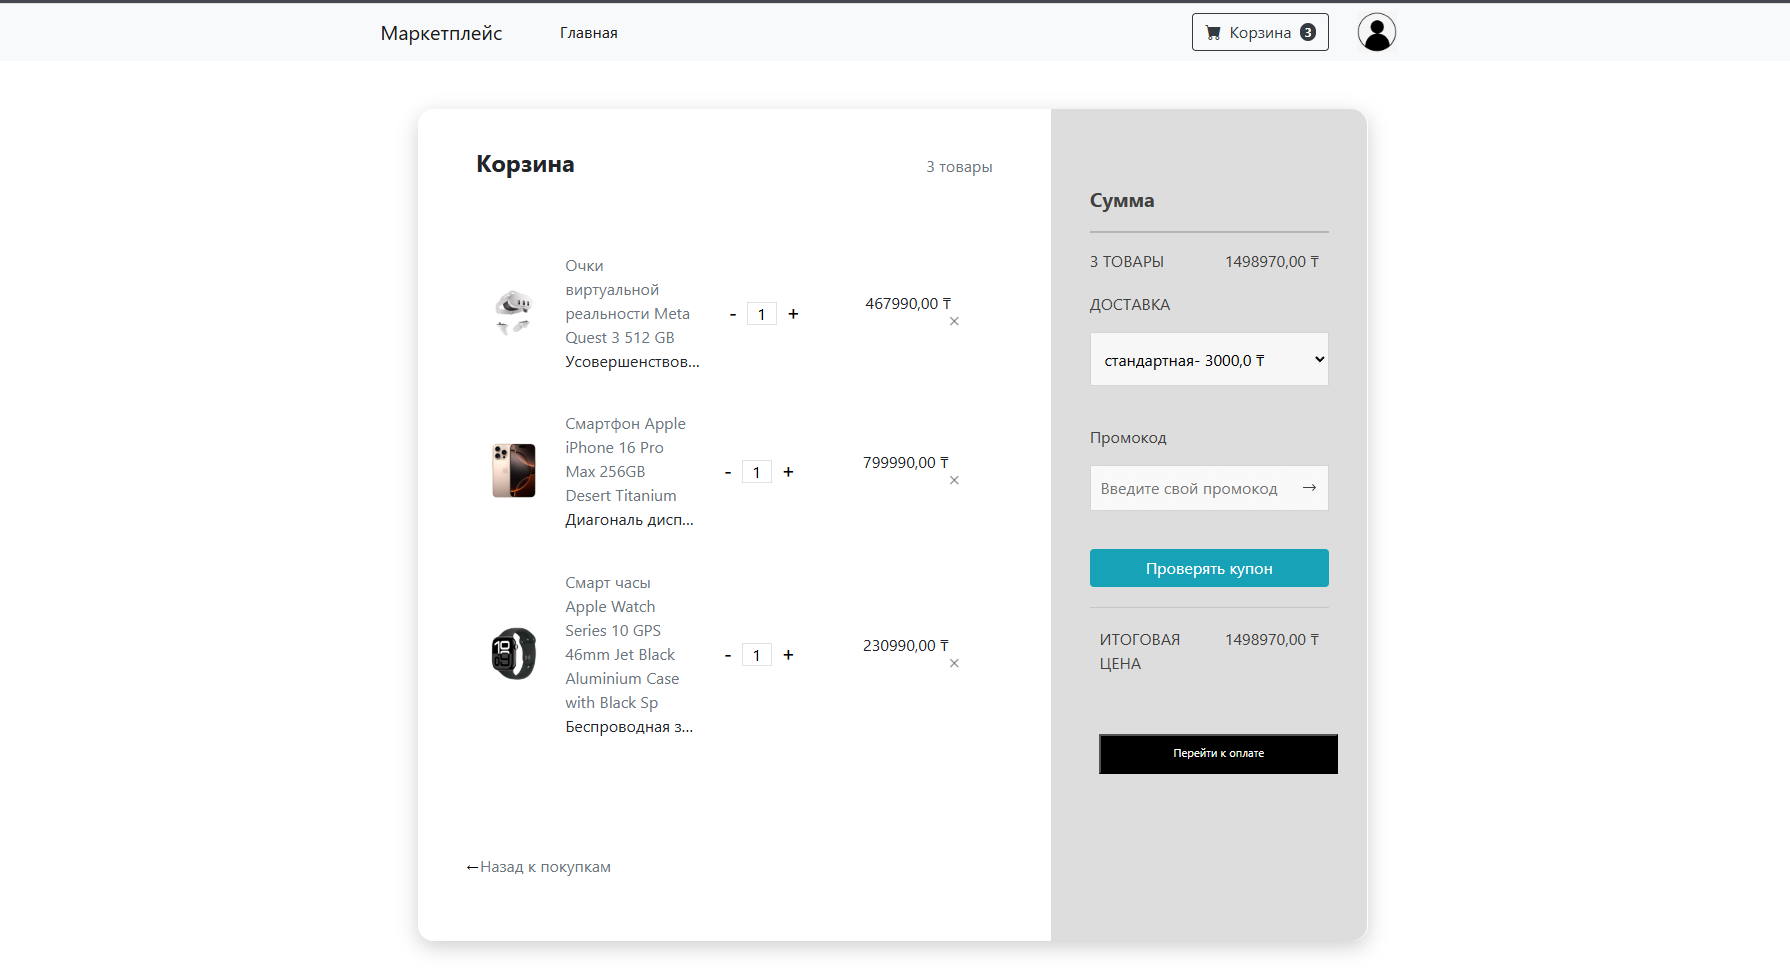 Маркетплейс
Главная
Корзина 3
Корзина
3 товары
Очки
виртуальной
реальности Meta
Quest 3 512 GB
Усовершенствов...
- 1 +
467990,00 ₸
×
Смартфон Apple
iPhone 16 Pro
Max 256GB
Desert Titanium
Диагональ дисп...
- 1 +
799990,00 ₸
×
Смарт часы
Apple Watch
Series 10 GPS
46mm Jet Black
Aluminium Case
with Black Sp
Беспроводная з...
- 1 +
230990,00 ₸
×
←Назад к покупкам
Сумма
3 ТОВАРЫ 1498970,00 ₸
ДОСТАВКА
стандартная- 3000,0 ₸
Промокод
Введите свой промокод →
Проверять купон
ИТОГОВАЯ 1498970,00 ₸
ЦЕНА
Перейти к оплате